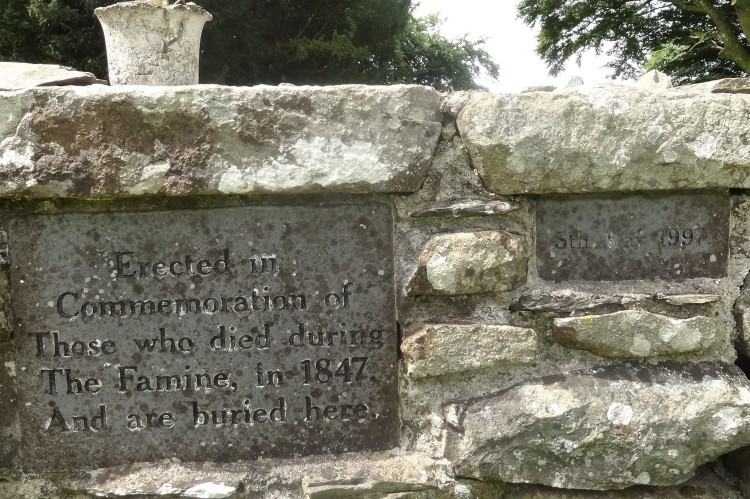 Erected in
Commemoration of
Those who died during
The Famine, in 1847.
And are buried here.
5th May 1997